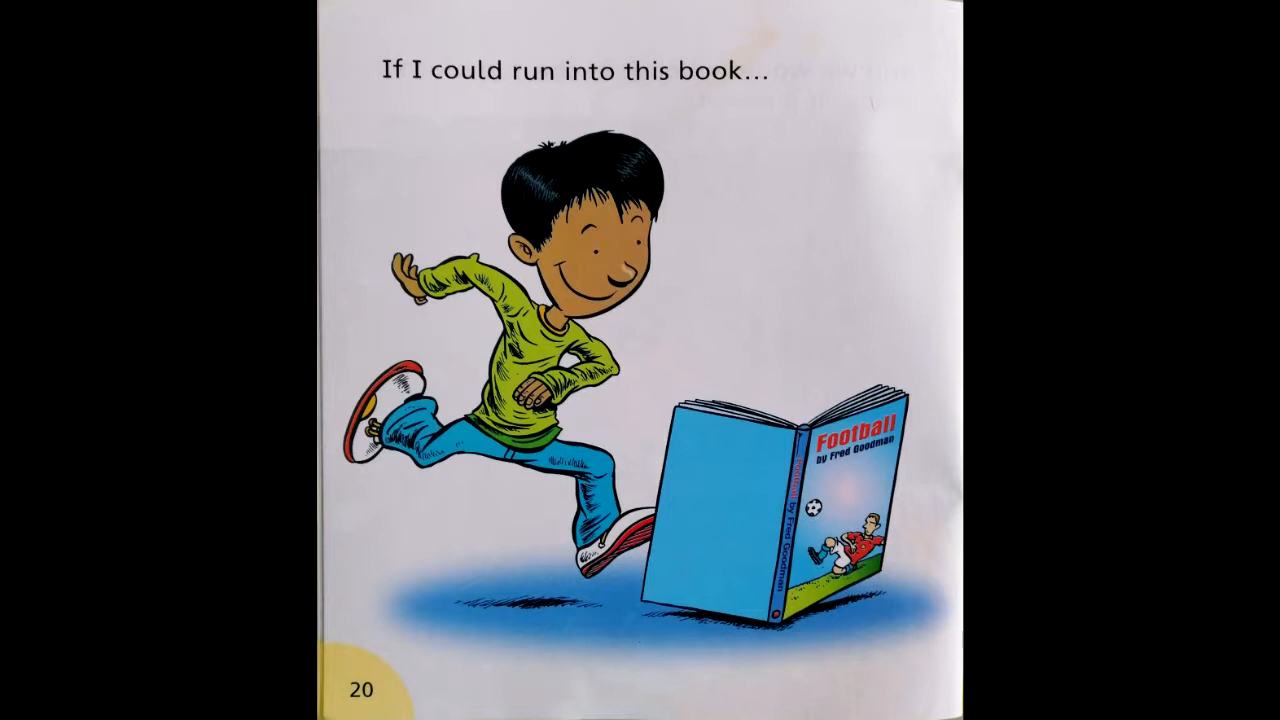 If I could run into this book...
Football
by Fred Goodman
Football by Fred Goodman
20